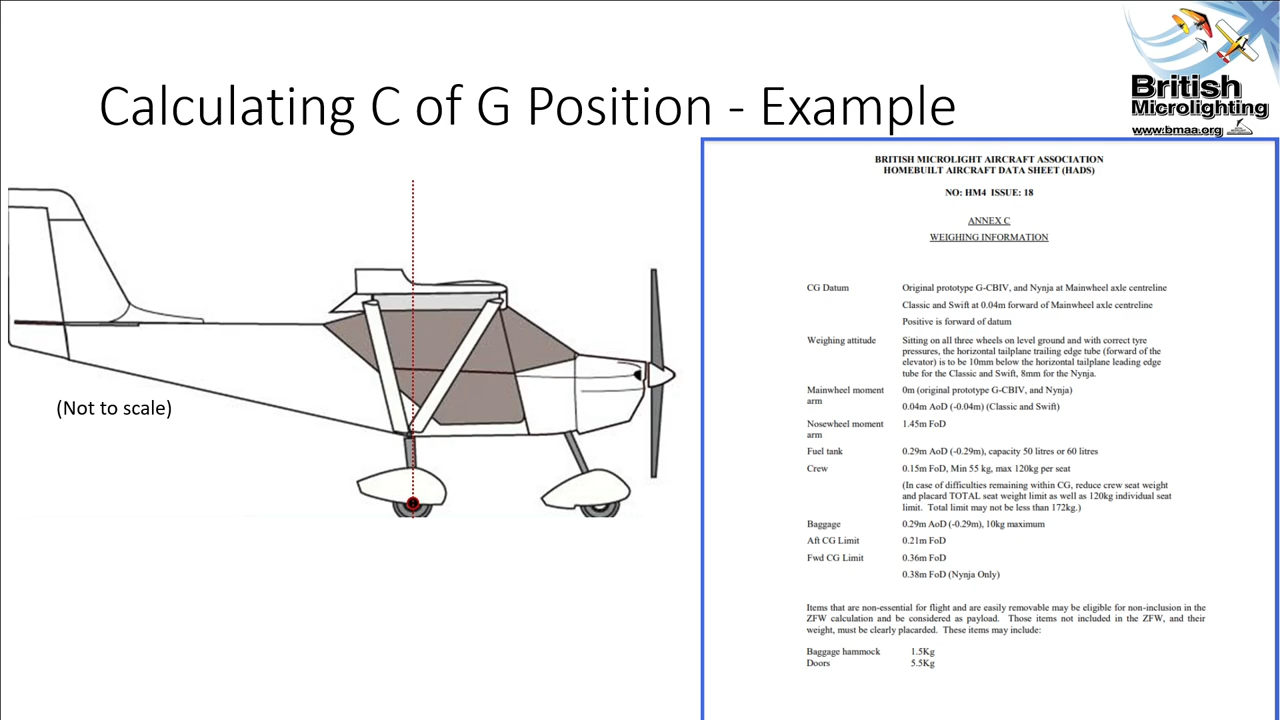 Calculating C of G Position - Example
British
Microlighting
www.bmaa.org
(Not to scale)
BRITISH MICROLIGHT AIRCRAFT ASSOCIATION
HOMEBUILT AIRCRAFT DATA SHEET (HADS)
NO: HM4 ISSUE: 18
ANNEX C
WEIGHING INFORMATION
CG Datum Original prototype G-CBIV, and Nynja at Mainwheel axle centreline
Classic and Swift at 0.04m forward of Mainwheel axle centreline
Positive is forward of datum
Weighing attitude Sitting on all three wheels on level ground and with correct tyre
pressures, the horizontal tailplane trailing edge tube (forward of the
elevator) is to be 10mm below the horizontal tailplane leading edge
tube for the Classic and Swift, 8mm for the Nynja.
Mainwheel moment 0m (original prototype G-CBIV, and Nynja)
arm
0.04m AoD (-0.04m) (Classic and Swift)
Nosewheel moment 1.45m FoD
arm
Fuel tank 0.29m AoD (-0.29m), capacity 50 litres or 60 litres
Crew 0.15m FoD, Min 55 kg, max 120kg per seat
(In case of difficulties remaining within CG, reduce crew seat weight
and placard TOTAL seat weight limit as well as 120kg individual seat
limit. Total limit may not be less than 172kg.)
Baggage 0.29m AoD (-0.29m), 10kg maximum
Aft CG Limit 0.21m FoD
Fwd CG Limit 0.36m FoD
0.38m FoD (Nynja Only)
Items that are non-essential for flight and are easily removable may be eligible for non-inclusion in the
ZFW calculation and be considered as payload. Those items not included in the ZFW, and their
weight, must be clearly placarded. These items may include:
Baggage hammock 1.5Kg
Doors 5.5Kg